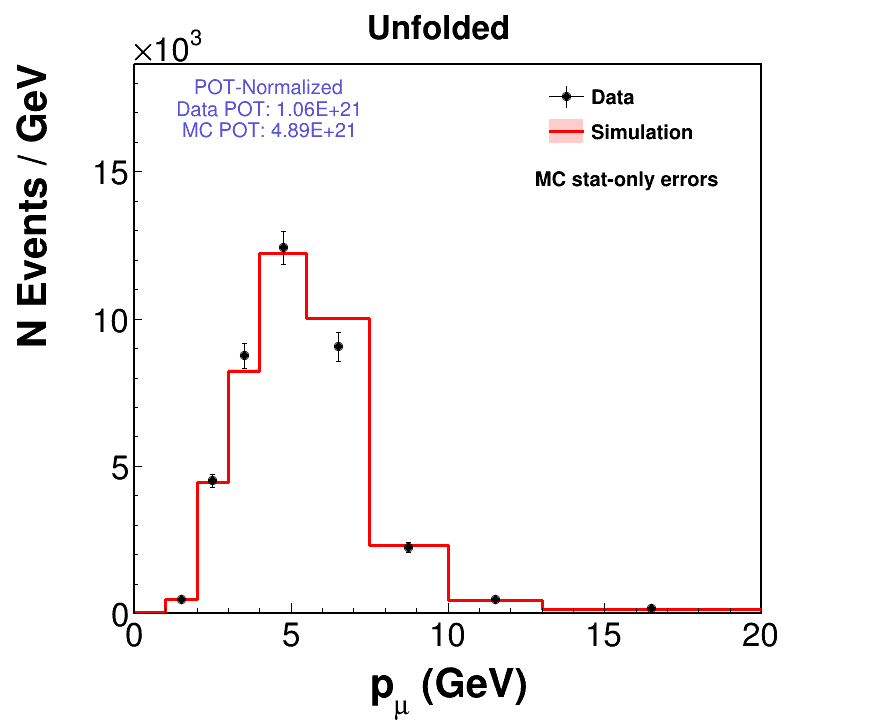 Unfolded
×10³
POT-Normalized
Data POT: 1.06E+21
MC POT: 4.89E+21
Data
Simulation
MC stat-only errors
N Events / GeV
15
10
5
0
0 5 10 15 20
pμ (GeV)